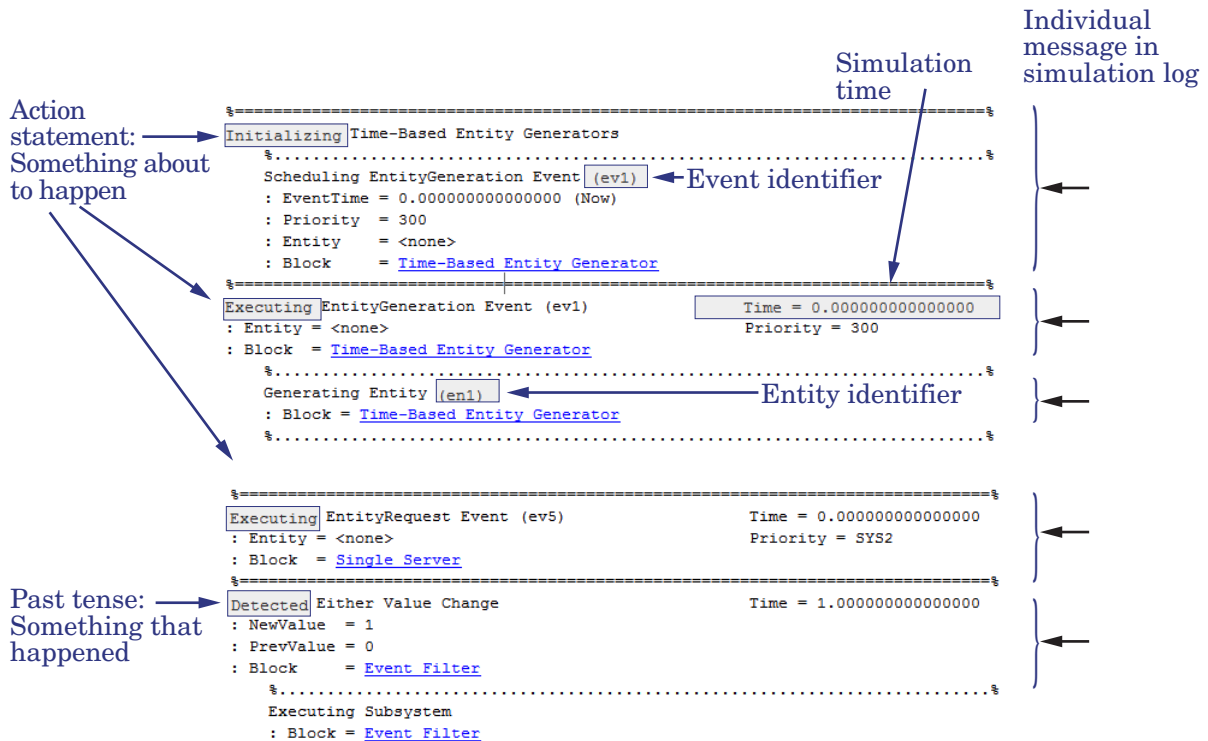 Individual
message in
simulation log
Simulation
time
Action
statement:
Something about
to happen
%==============================================================================%
Initializing Time-Based Entity Generators
%..........................................................................%
Scheduling EntityGeneration Event (ev1)
Event identifier
: EventTime = 0.000000000000000 (Now)
: Priority = 300
: Entity = <none>
: Block = Time-Based Entity Generator
%==============================================================================%
Executing EntityGeneration Event (ev1) Time = 0.000000000000000
: Entity = <none> Priority = 300
: Block = Time-Based Entity Generator
%..........................................................................%
Generating Entity (en1)
Entity identifier
: Block = Time-Based Entity Generator
%..........................................................................%
%==============================================================================%
Executing EntityRequest Event (ev5) Time = 0.000000000000000
: Entity = <none> Priority = SYS2
: Block = Single Server
%==============================================================================%
Past tense:
Something that
happened
Detected Either Value Change Time = 1.000000000000000
: NewValue = 1
: PrevValue = 0
: Block = Event Filter
%..........................................................................%
Executing Subsystem
: Block = Event Filter